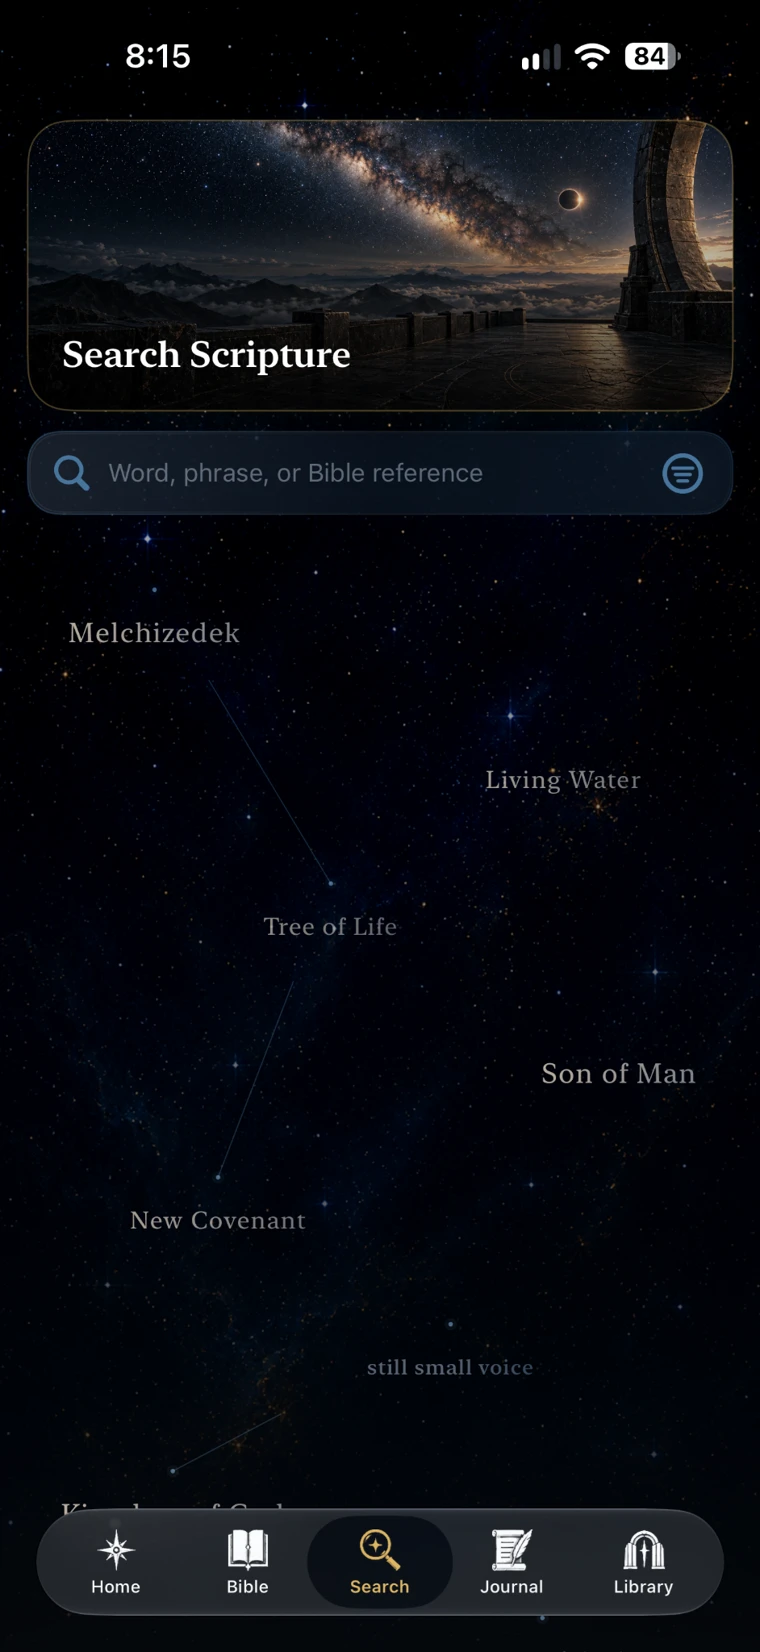 8:15
84
Search Scripture
Word, phrase, or Bible reference
Melchizedek
Living Water
Tree of Life
Son of Man
New Covenant
still small voice
Home
Bible
Search
Journal
Library